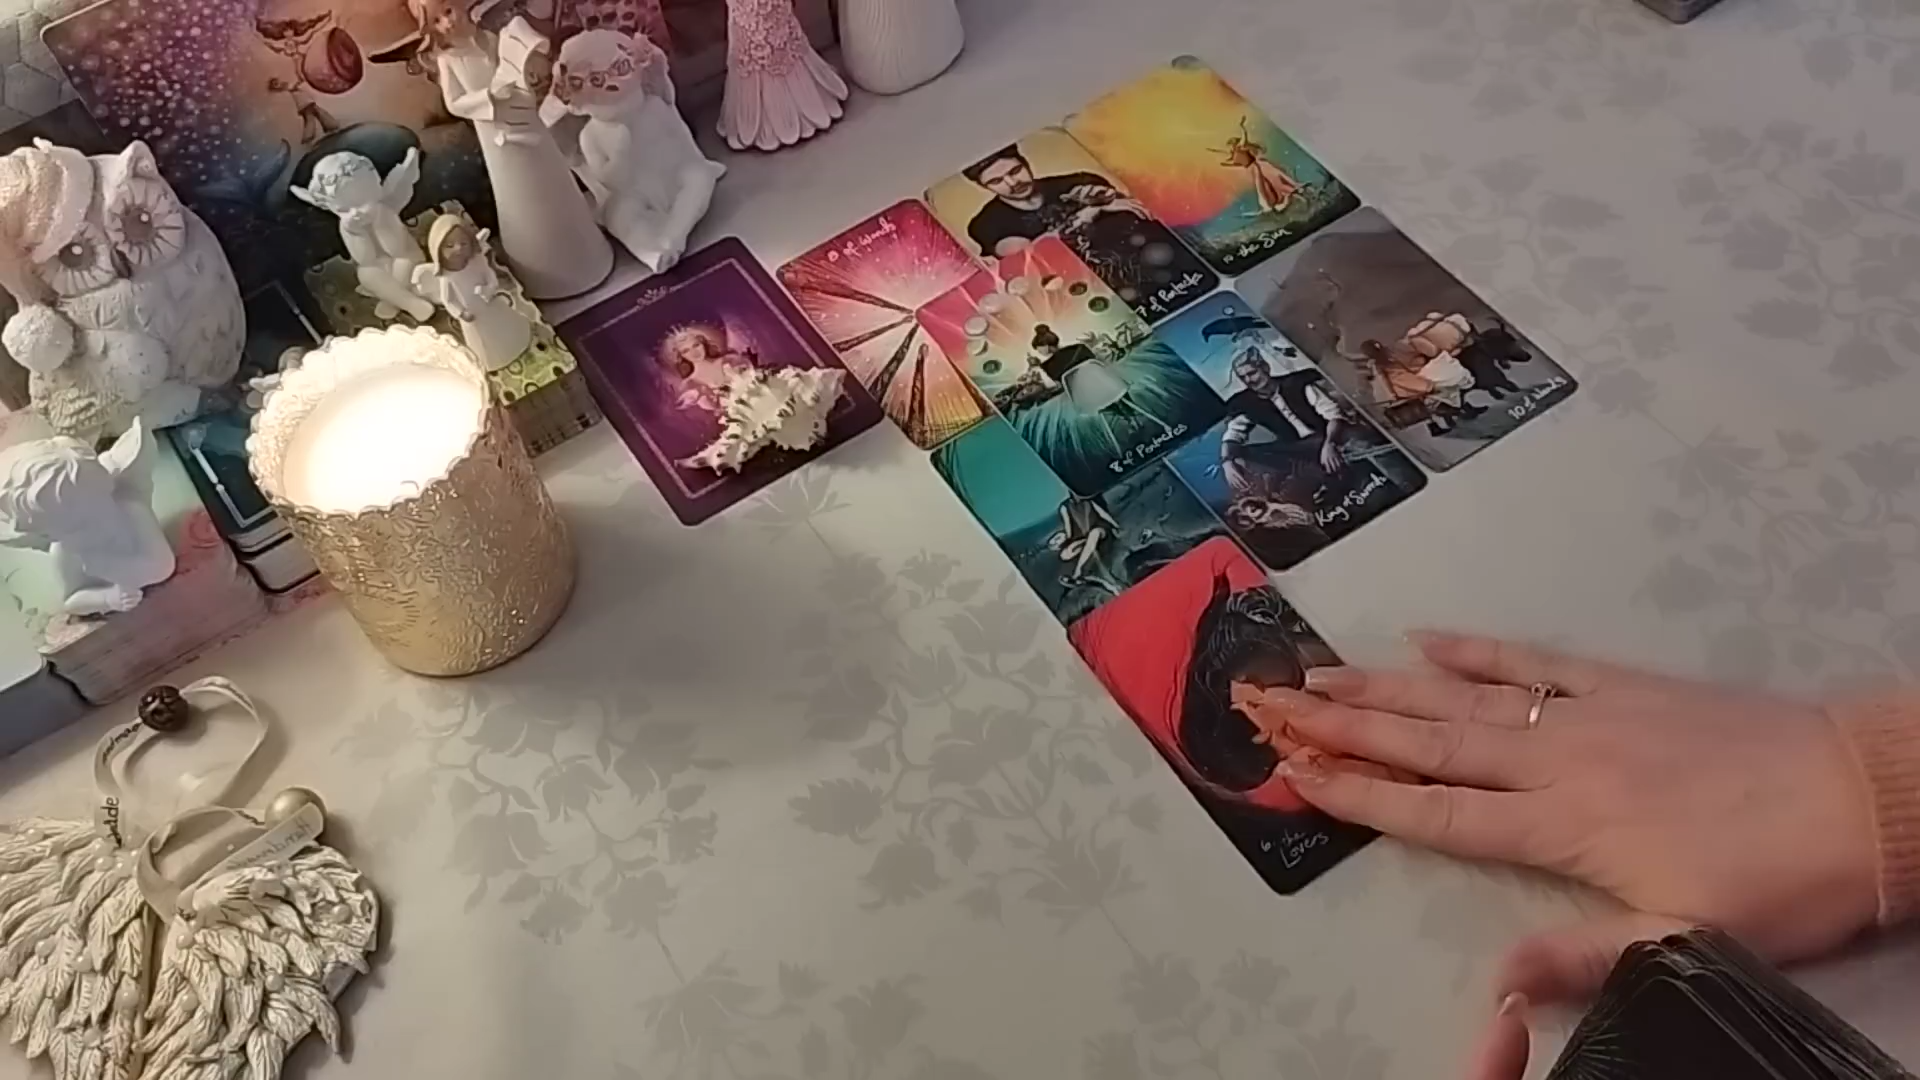 8 of Wands
7 of Pentacles
19 the Sun
8 of Pentacles
King of Swords
10 of Wands
6. the
Lovers